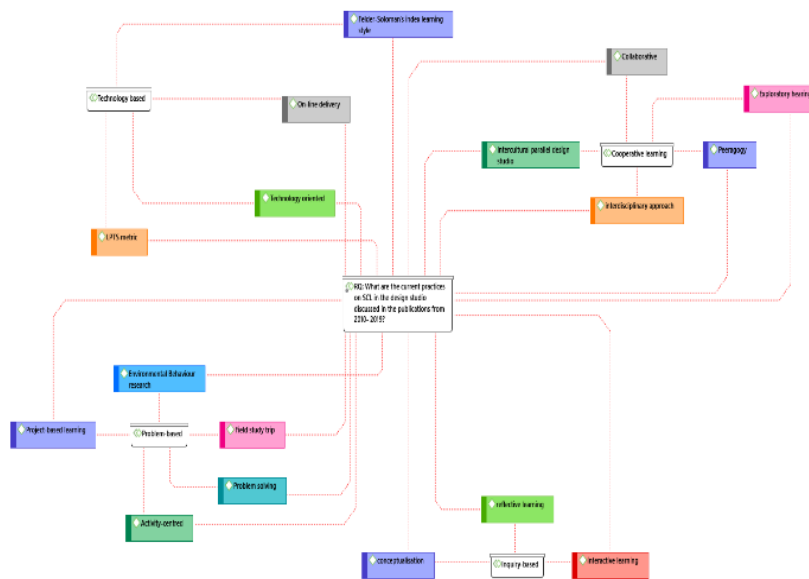 Felder-Soloman's index learning
style
Collaborative
Technology based
On-line delivery
Exploratory hearing
Intercultural parallel design
studio
Cooperative learning
Peeragogy
Technology oriented
interdisciplinary approach
LPTS metric
RQ: What are the current practices
on SCL in the design studio
discussed in the publications from
2010- 2019?
Environmental Behaviour
research
Project-based learning
Problem-based
field study trip
Problem solving
Activity-centred
reflective learning
conceptualisation
Inquiry-based
Interactive learning